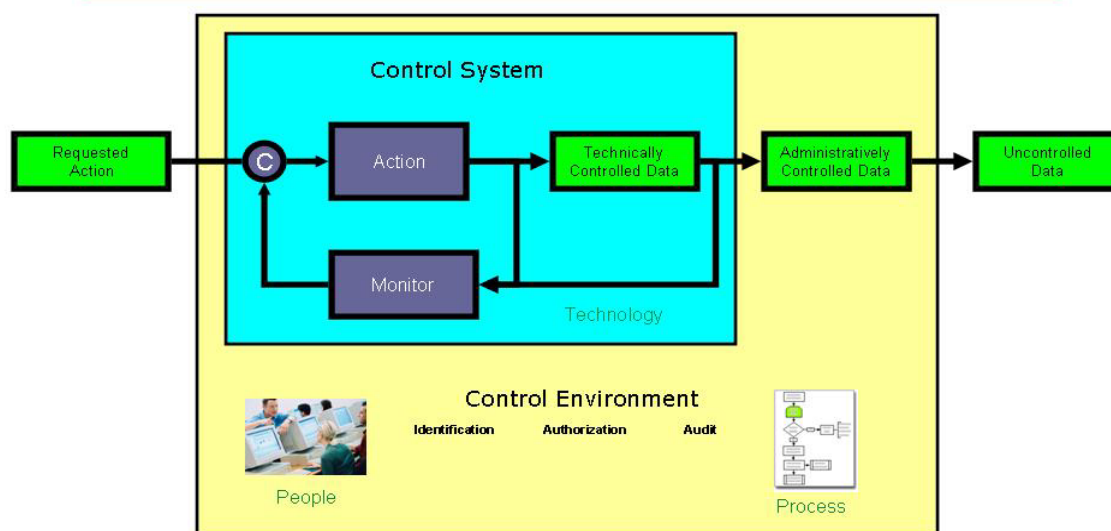 Control System
Requested
Action
C
Action
Technically
Controlled Data
Administratively
Controlled Data
Uncontrolled
Data
Monitor
Technology
Control Environment
Identification Authorization Audit
People
Process